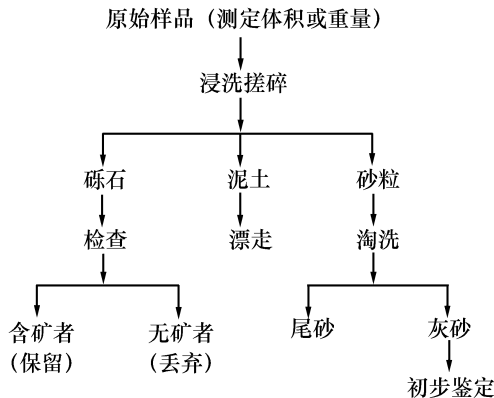 原始样品（测定体积或重量）
浸洗搓碎
砾石
泥土
砂粒
检查
漂走
淘洗
含矿者
（保留）
无矿者
（丢弃）
尾砂
灰砂
初步鉴定